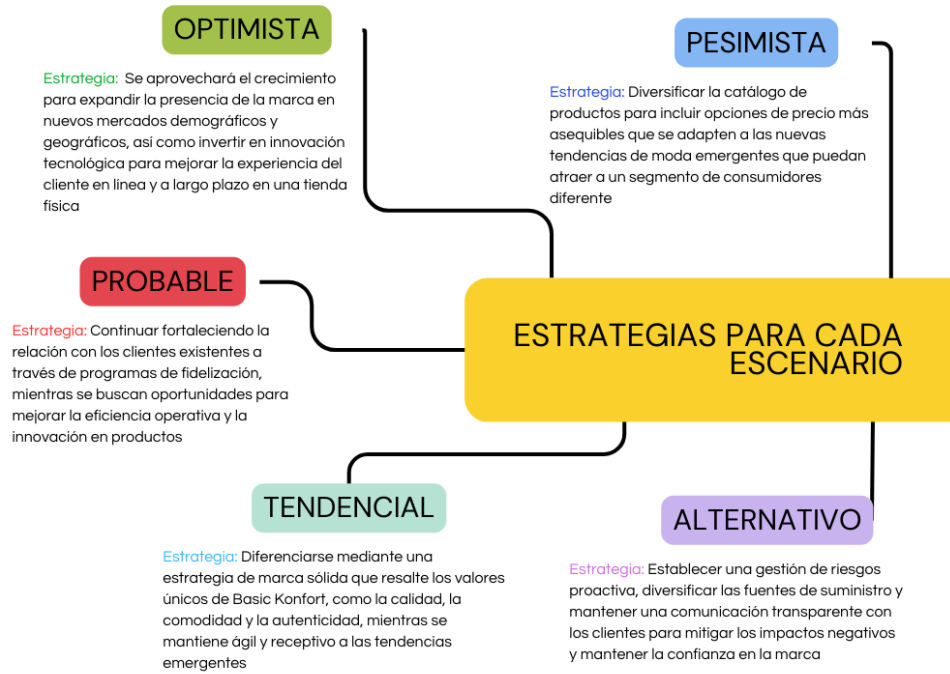 OPTIMISTA
Estrategia: Se aprovechará el crecimiento
para expandir la presencia de la marca en
nuevos mercados demográficos y
geográficos, así como invertir en innovación
tecnológica para mejorar la experiencia del
cliente en línea y a largo plazo en una tienda
física
PESIMISTA
Estrategia: Diversificar la catálogo de
productos para incluir opciones de precio más
asequibles que se adapten a las nuevas
tendencias de moda emergentes que puedan
atraer a un segmento de consumidores
diferente
PROBABLE
Estrategia: Continuar fortaleciendo la
relación con los clientes existentes a
través de programas de fidelización,
mientras se buscan oportunidades para
mejorar la eficiencia operativa y la
innovación en productos
ESTRATEGIAS PARA CADA
ESCENARIO
TENDENCIAL
Estrategia: Diferenciarse mediante una
estrategia de marca sólida que resalte los valores
únicos de Basic Konfort, como la calidad, la
comodidad y la autenticidad, mientras se
mantiene ágil y receptivo a las tendencias
emergentes
ALTERNATIVO
Estrategia: Establecer una gestión de riesgos
proactiva, diversificar las fuentes de suministro y
mantener una comunicación transparente con
los clientes para mitigar los impactos negativos
y mantener la confianza en la marca